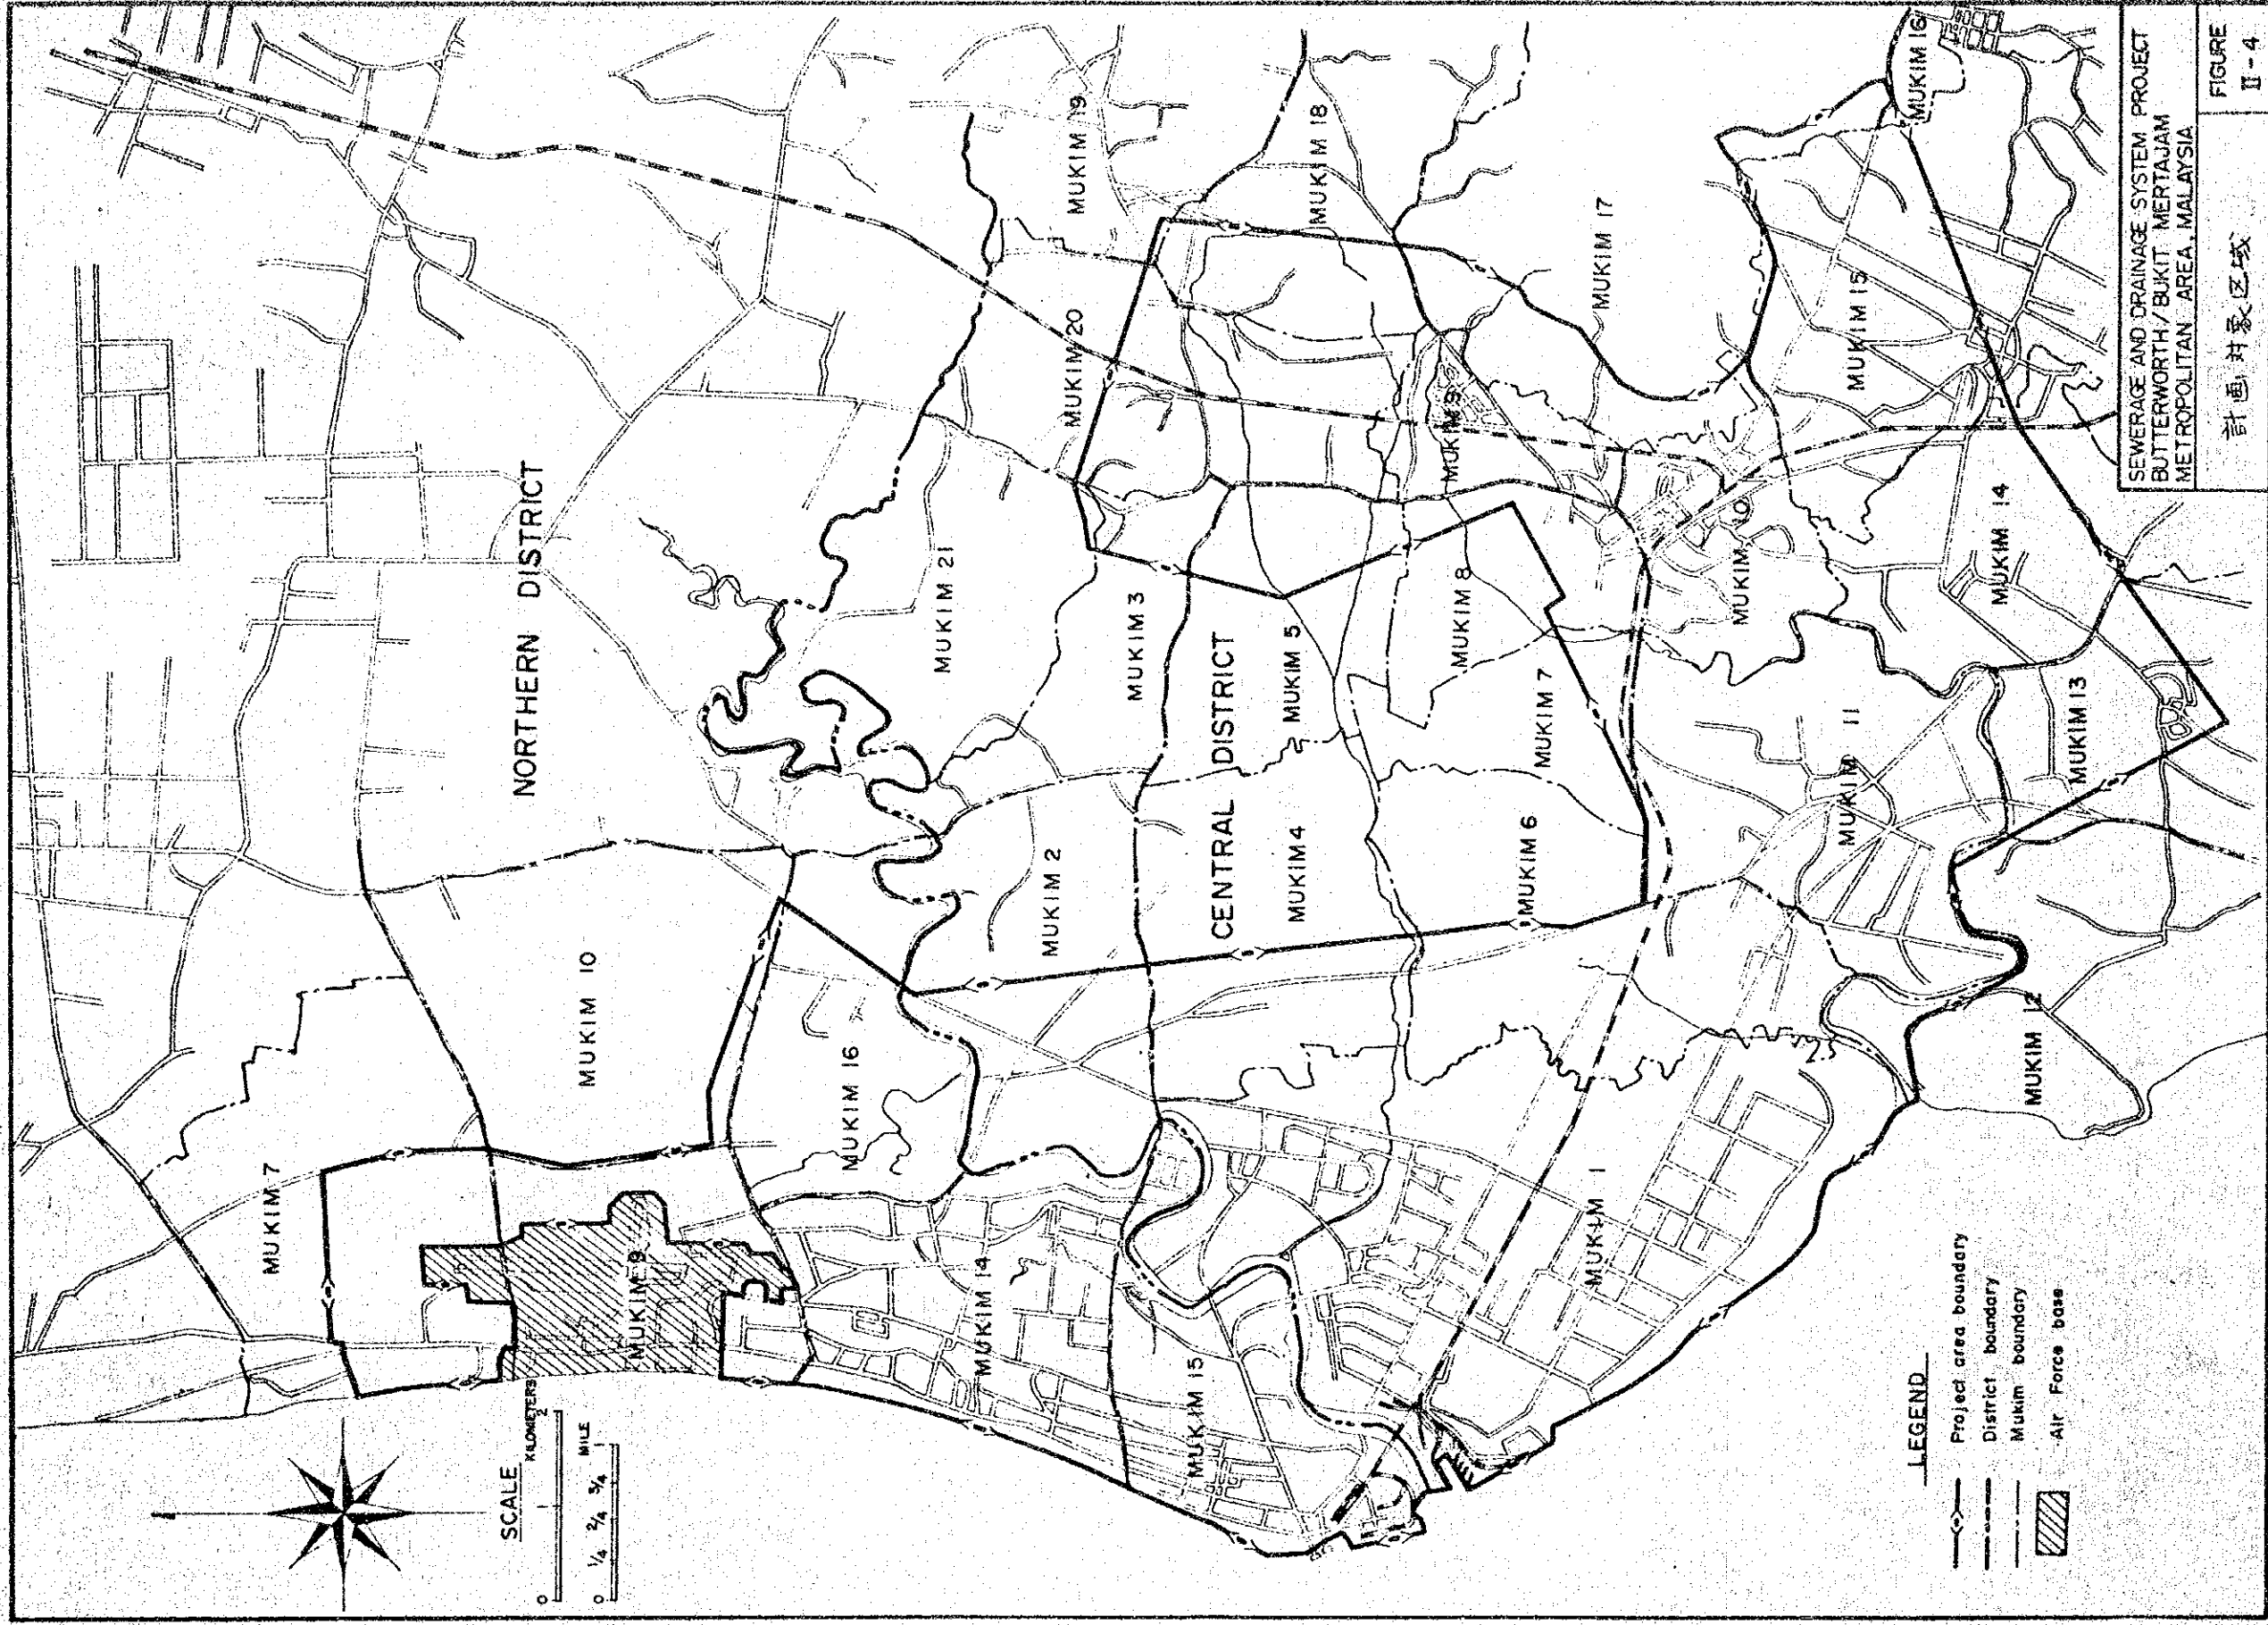 NORTHERN DISTRICT
MUKIM 7
MUKIM 10
MUKIM 9
MUKIM 16
MUKIM 14
MUKIM 15
MUKIM 1
MUKIM 2
MUKIM 21
MUKIM 3
MUKIM 20
MUKIM 19
MUKIM 18
MUKIM 17
CENTRAL DISTRICT
MUKIM 4
MUKIM 5
MUKIM 6
MUKIM 7
MUKIM 8
MUKIM 9
MUKIM 10
MUKIM 11
MUKIM 12
MUKIM 13
MUKIM 14
MUKIM 15
MUKIM 16
SCALE
KILOMETERS
0 2
MILE
0 1/4 2/4 3/4
LEGEND
Project area boundary
District boundary
Mukim boundary
Air Force base
SEWERAGE AND DRAINAGE SYSTEM PROJECT
BUTTERWORTH / BUKIT MERTAJAM
METROPOLITAN AREA, MALAYSIA
計画対象区域
FIGURE
II-4